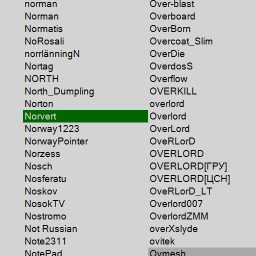 norman
Norman
Normatis
NoRosali
norrlänningN
Nortag
NORTH
North_Dumpling
Norton
Norvert
Norway1223
NorwayPointer
Norzess
Nosch
Nosferatu
Noskov
NosokTV
Nostromo
Not Russian
Note2311
NotePad
Over-blast
Overboard
OverBorn
Overcoat_Slim
OverDie
OverdosS
Overflow
OVERKILL
overlord
Overlord
OverLord
OveRLorD
OVERLORD
OVERLORD[ГРУ]
OVERLORD[ЦСН]
OveRLorD_LT
Overlord007
OverlordZMM
overXslyde
ovitek
Ovmesh